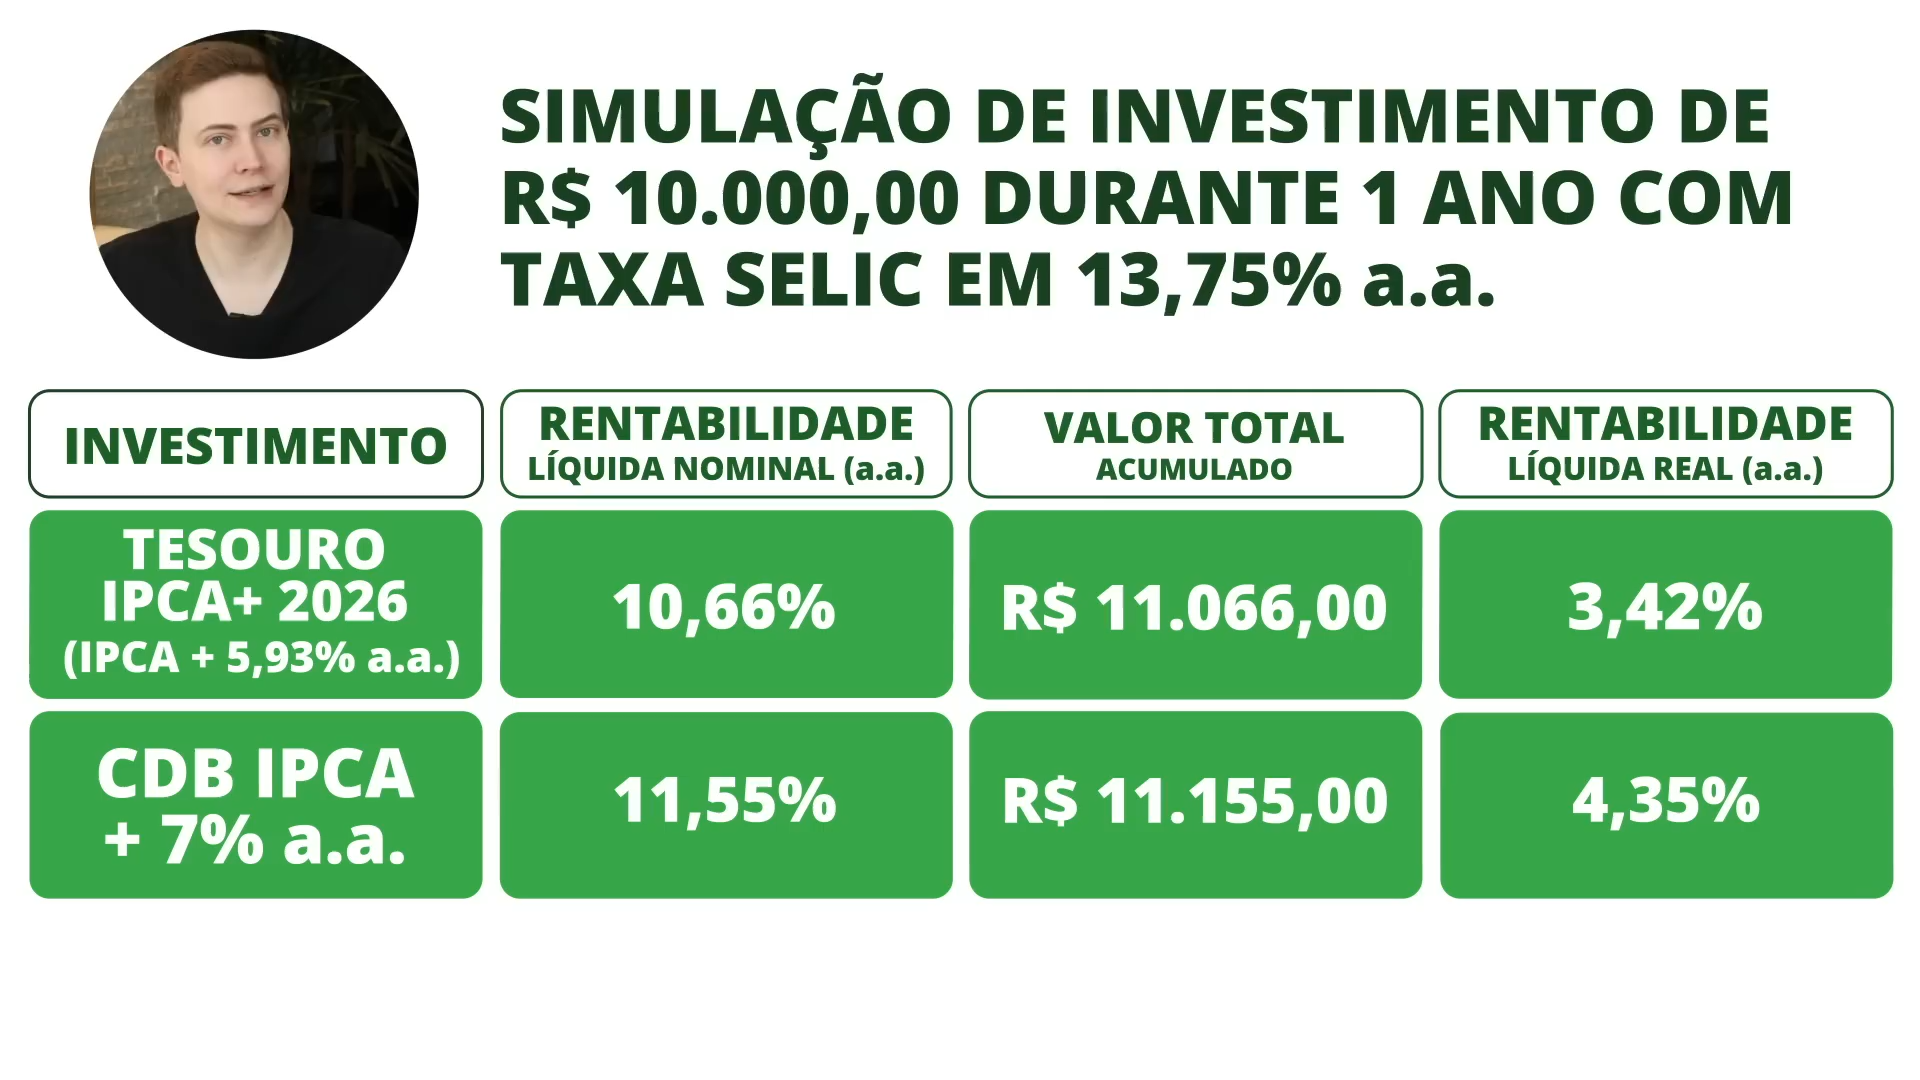 SIMULAÇÃO DE INVESTIMENTO DE
R$ 10.000,00 DURANTE 1 ANO COM
TAXA SELIC EM 13,75% a.a.
INVESTIMENTO
RENTABILIDADE
LÍQUIDA NOMINAL (a.a.)
VALOR TOTAL
ACUMULADO
RENTABILIDADE
LÍQUIDA REAL (a.a.)
TESOURO
IPCA+ 2026
(IPCA + 5,93% a.a.)
10,66%
R$ 11.066,00
3,42%
CDB IPCA
+ 7% a.a.
11,55%
R$ 11.155,00
4,35%